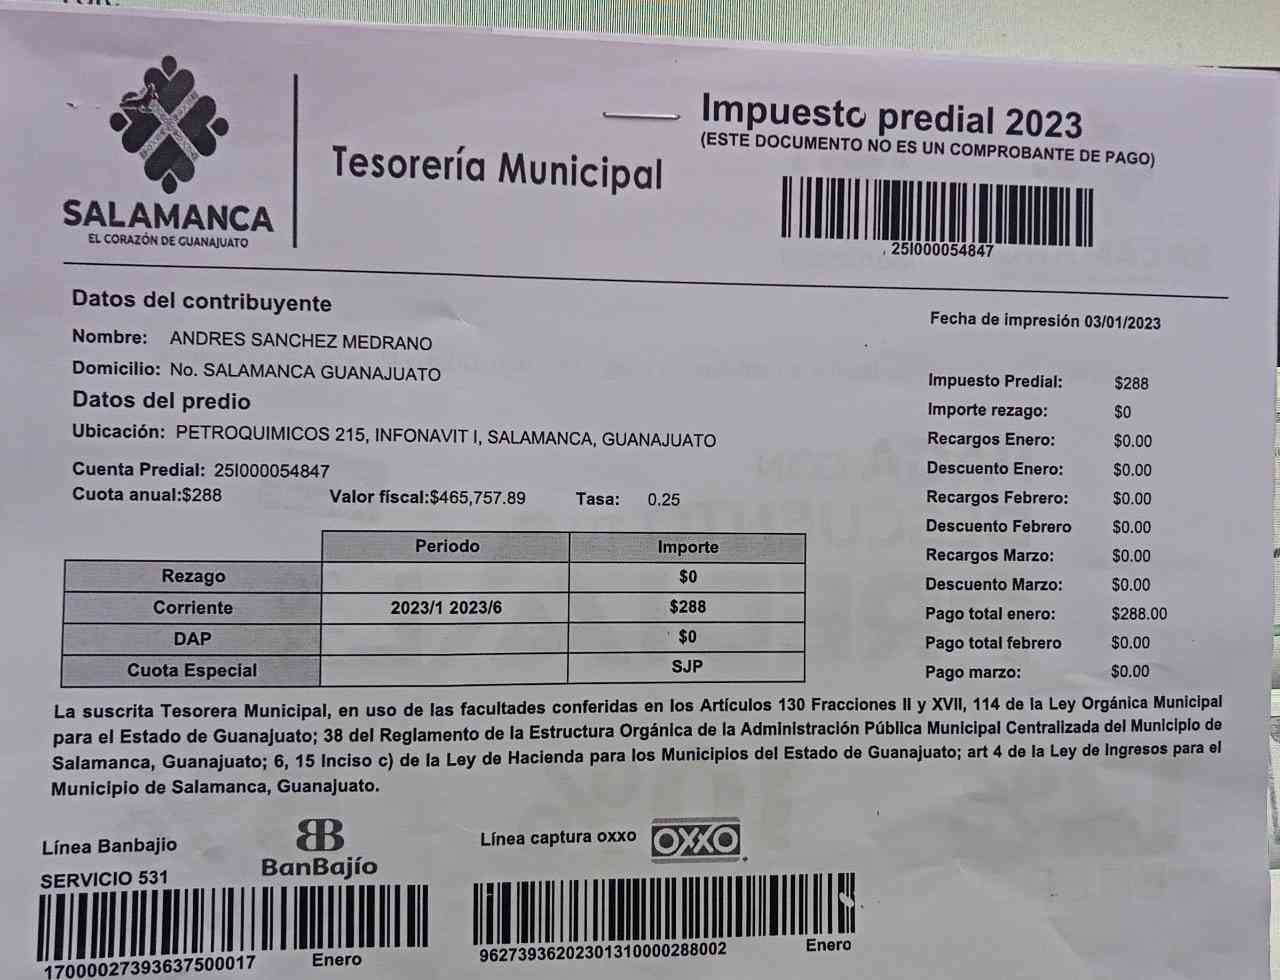 Impuesto predial 2023
(ESTE DOCUMENTO NO ES UN COMPROBANTE DE PAGO)
Tesorería Municipal
SALAMANCA
EL CORAZÓN DE GUANAJUATO
25I000054847
Datos del contribuyente
Fecha de impresión 03/01/2023
Nombre: ANDRES SANCHEZ MEDRANO
Domicilio: No. SALAMANCA GUANAJUATO
Datos del predio
Ubicación: PETROQUIMICOS 215, INFONAVIT I, SALAMANCA, GUANAJUATO
Cuenta Predial: 25I000054847
Cuota anual:$288 Valor físcal:$465,757.89 Tasa: 0.25
Impuesto Predial: $288
Importe rezago: $0
Recargos Enero: $0.00
Descuento Enero: $0.00
Recargos Febrero: $0.00
Descuento Febrero $0.00
Recargos Marzo: $0.00
Descuento Marzo: $0.00
Pago total enero: $288.00
Pago total febrero $0.00
Pago marzo: $0.00
Periodo Importe
Rezago $0
Corriente 2023/1 2023/6 $288
DAP $0
Cuota Especial SJP
La suscrita Tesorera Municipal, en uso de las facultades conferidas en los Artículos 130 Fracciones II y XVII, 114 de la Ley Orgánica Municipal
para el Estado de Guanajuato; 38 del Reglamento de la Estructura Orgánica de la Administración Pública Municipal Centralizada del Municipio de
Salamanca, Guanajuato; 6, 15 Inciso c) de la Ley de Hacienda para los Municipios del Estado de Guanajuato; art 4 de la Ley de Ingresos para el
Municipio de Salamanca, Guanajuato.
Línea Banbajio
BanBajío
SERVICIO 531
17000027393637500017 Enero
Línea captura oxxo OXXO
96273936202301310000288002 Enero